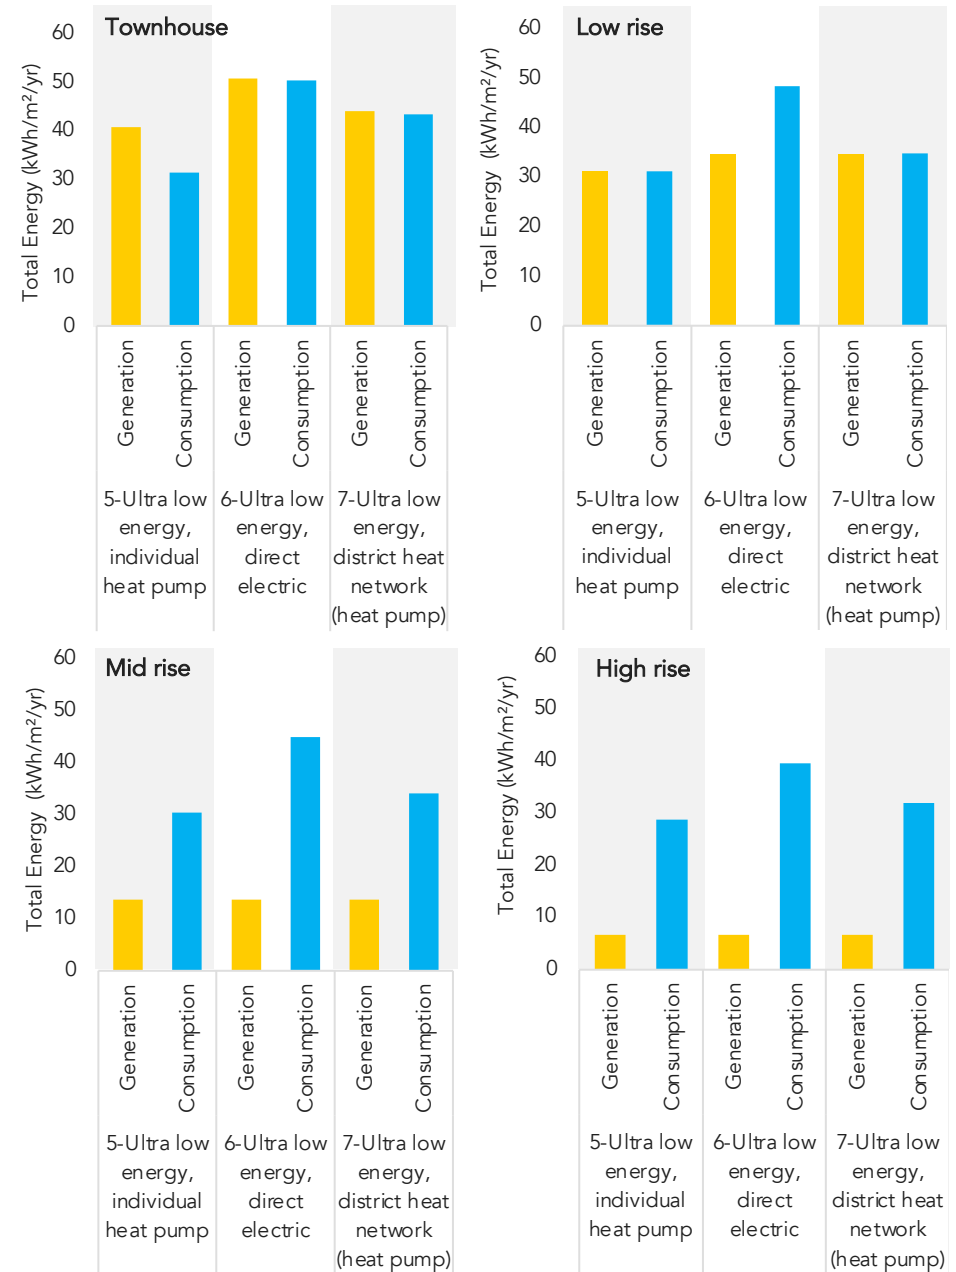 Townhouse
Total Energy (kWh/m²/yr)
60
50
40
30
20
10
0
Generation
Consumption
Generation
Consumption
Generation
Consumption
5-Ultra low
energy,
individual
heat pump
6-Ultra low
energy,
direct
electric
7-Ultra low
energy,
district heat
network
(heat pump)
Low rise
Total Energy (kWh/m²/yr)
60
50
40
30
20
10
0
Generation
Consumption
Generation
Consumption
Generation
Consumption
5-Ultra low
energy,
individual
heat pump
6-Ultra low
energy,
direct
electric
7-Ultra low
energy,
district heat
network
(heat pump)
Mid rise
Total Energy (kWh/m²/yr)
60
50
40
30
20
10
0
Generation
Consumption
Generation
Consumption
Generation
Consumption
5-Ultra low
energy,
individual
heat pump
6-Ultra low
energy,
direct
electric
7-Ultra low
energy,
district heat
network
(heat pump)
High rise
Total Energy (kWh/m²/yr)
60
50
40
30
20
10
0
Generation
Consumption
Generation
Consumption
Generation
Consumption
5-Ultra low
energy,
individual
heat pump
6-Ultra low
energy,
direct
electric
7-Ultra low
energy,
district heat
network
(heat pump)